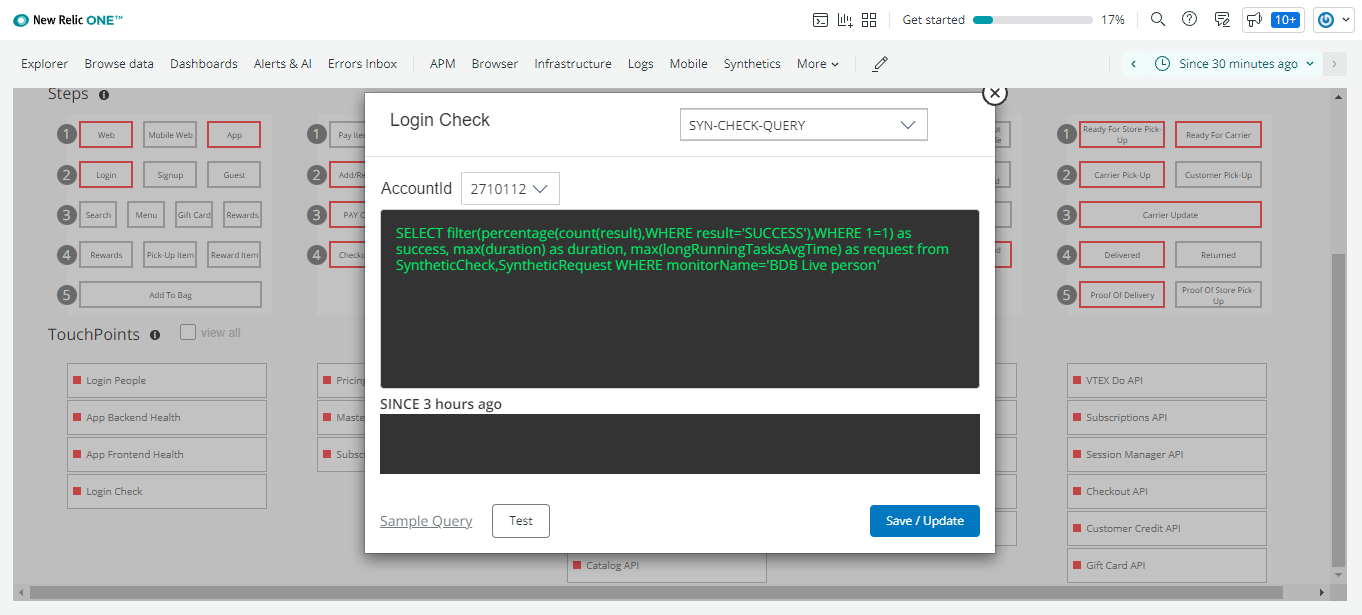 New Relic ONE™
Get started 17% 10+
Explorer Browse data Dashboards Alerts & AI Errors Inbox APM Browser Infrastructure Logs Mobile Synthetics More Since 30 minutes ago
Steps
Login Check SYN-CHECK-QUERY
AccountId 2710112
SELECT filter(percentage(count(result),WHERE result='SUCCESS'),WHERE 1=1) as
success, max(duration) as duration, max(longRunningTasksAvgTime) as request from
SyntheticCheck,SyntheticRequest WHERE monitorName='BDB Live person'
SINCE 3 hours ago
Sample Query Test Save / Update
1 Web Mobile Web App
2 Login Signup Guest
3 Search Menu Gift Card Rewards
4 Rewards Pick-Up Item Reward Item
5 Add To Bag
1 Pay
2 Add/Re
3 PAY C
4 Checko
1 Ready For Store Pick-
Up Ready For Carrier
2 Carrier Pick-Up Customer Pick-Up
3 Carrier Update
4 Delivered Returned
5 Proof Of Delivery Proof Of Store Pick-
Up
TouchPoints view all
Login People
App Backend Health
App Frontend Health
Login Check
Pricing
Maste
Subsc
Catalog API
VTEX Do API
Subscriptions API
Session Manager API
Checkout API
Customer Credit API
Gift Card API